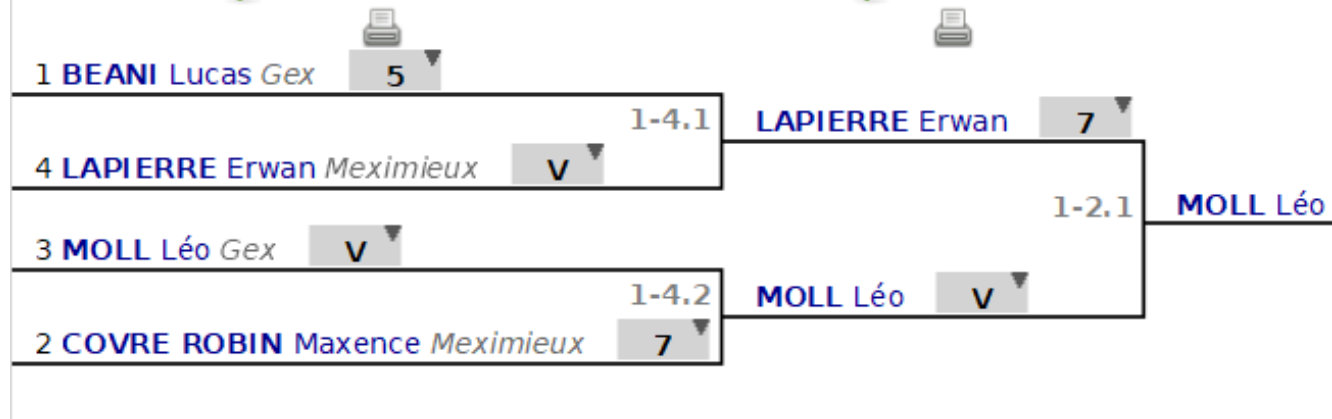 1 BEANI Lucas Gex 5
1-4.1
LAPIERRE Erwan 7
4 LAPIERRE Erwan Meximieux V
1-2.1
MOLL Léo
3 MOLL Léo Gex V
1-4.2
MOLL Léo V
2 COVRE ROBIN Maxence Meximieux 7